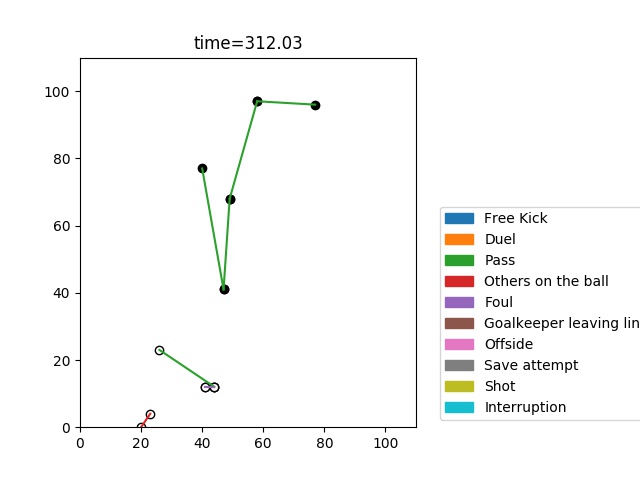 time=312.03
100
80
60
40
20
0
0 20 40 60 80 100
Free Kick
Duel
Pass
Others on the ball
Foul
Goalkeeper leaving lin
Offside
Save attempt
Shot
Interruption